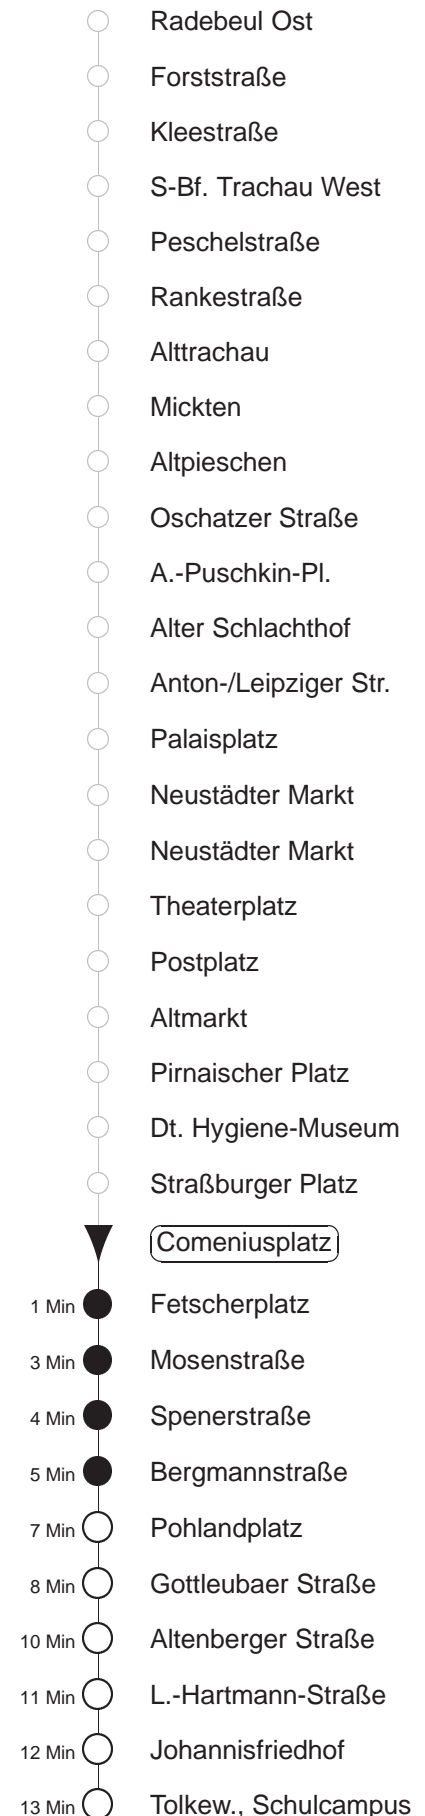 Radebeul Ost
Forststraße
Kleestraße
S-Bf. Trachau West
Peschelstraße
Rankestraße
Alttrachau
Mickten
Altpieschen
Oschatzer Straße
A.-Puschkin-Pl.
Alter Schlachthof
Anton-/Leipziger Str.
Palaisplatz
Neustädter Markt
Neustädter Markt
Theaterplatz
Postplatz
Altmarkt
Pirnaischer Platz
Dt. Hygiene-Museum
Straßburger Platz
Comeniusplatz
1 Min Fetscherplatz
3 Min Mosenstraße
4 Min Spenerstraße
5 Min Bergmannstraße
7 Min Pohlandplatz
8 Min Gottleubaer Straße
10 Min Altenberger Straße
11 Min L.-Hartmann-Straße
12 Min Johannisfriedhof
13 Min Tolkew., Schulcampus